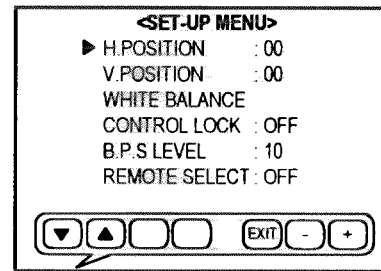 <SET-UP MENU>
▶ H.POSITION : 00
V.POSITION : 00
WHITE BALANCE
CONTROL LOCK : OFF
B.P.S LEVEL : 10
REMOTE SELECT : OFF
▼ ▲ EXIT - +